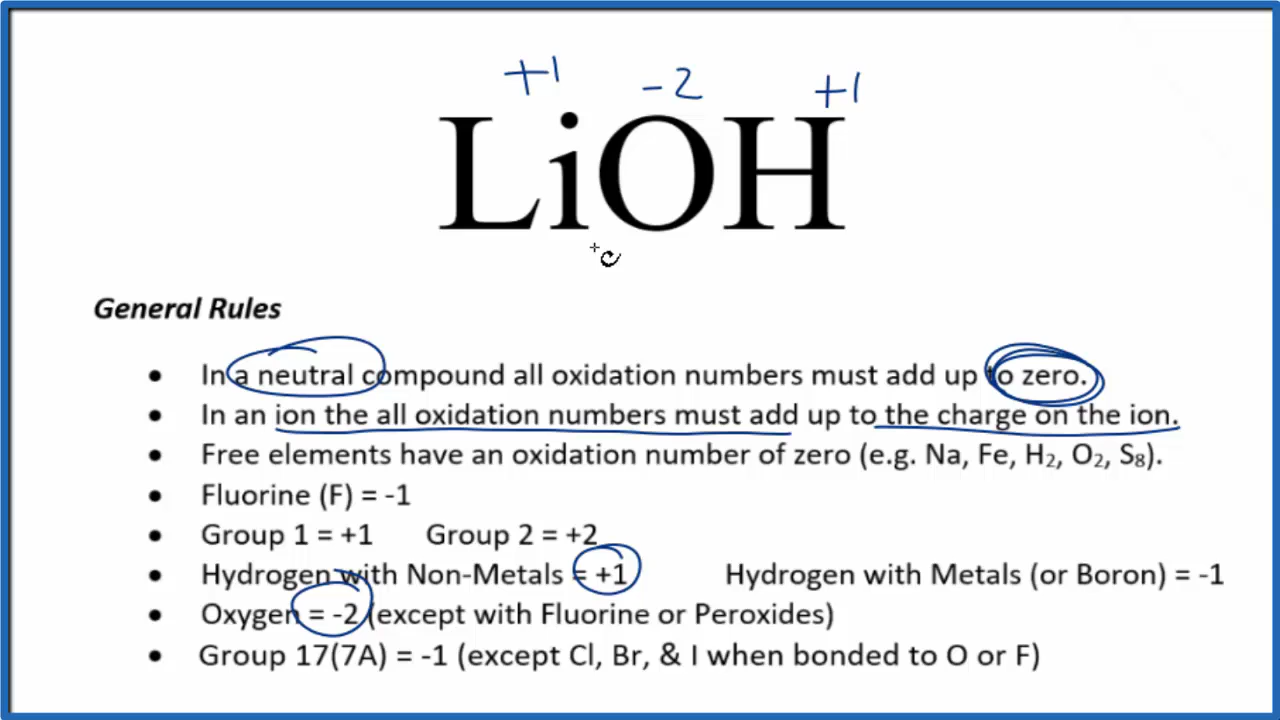 +1 -2 +1
LiOH
General Rules
• In a neutral compound all oxidation numbers must add up to zero.
• In an ion the all oxidation numbers must add up to the charge on the ion.
• Free elements have an oxidation number of zero (e.g. Na, Fe, H₂, O₂, S₈).
• Fluorine (F) = -1
• Group 1 = +1 Group 2 = +2
• Hydrogen with Non-Metals = +1 Hydrogen with Metals (or Boron) = -1
• Oxygen = -2 (except with Fluorine or Peroxides)
• Group 17(7A) = -1 (except Cl, Br, & I when bonded to O or F)